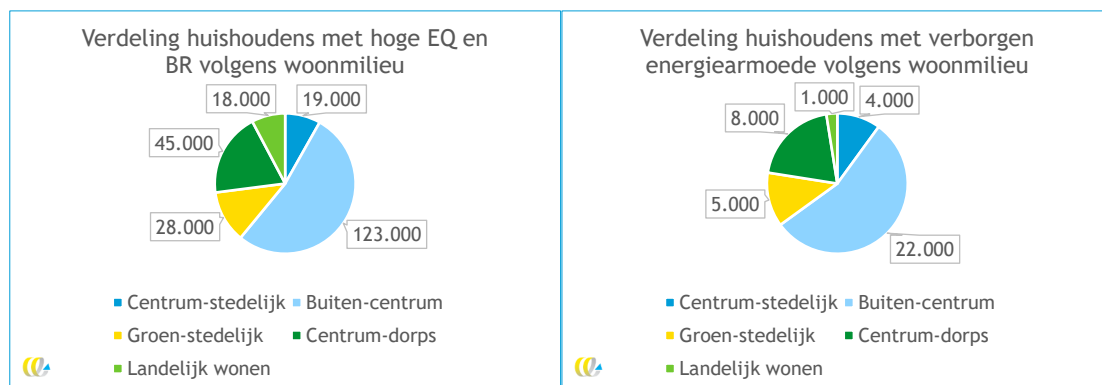 Verdeling huishoudens met hoge EQ en
BR volgens woonmilieu
18.000
19.000
45.000
28.000
123.000
Centrum-stedelijk
Buiten-centrum
Groen-stedelijk
Centrum-dorps
Landelijk wonen
Verdeling huishoudens met verborgen
energiearmoede volgens woonmilieu
1.000
4.000
8.000
5.000
22.000
Centrum-stedelijk
Buiten-centrum
Groen-stedelijk
Centrum-dorps
Landelijk wonen